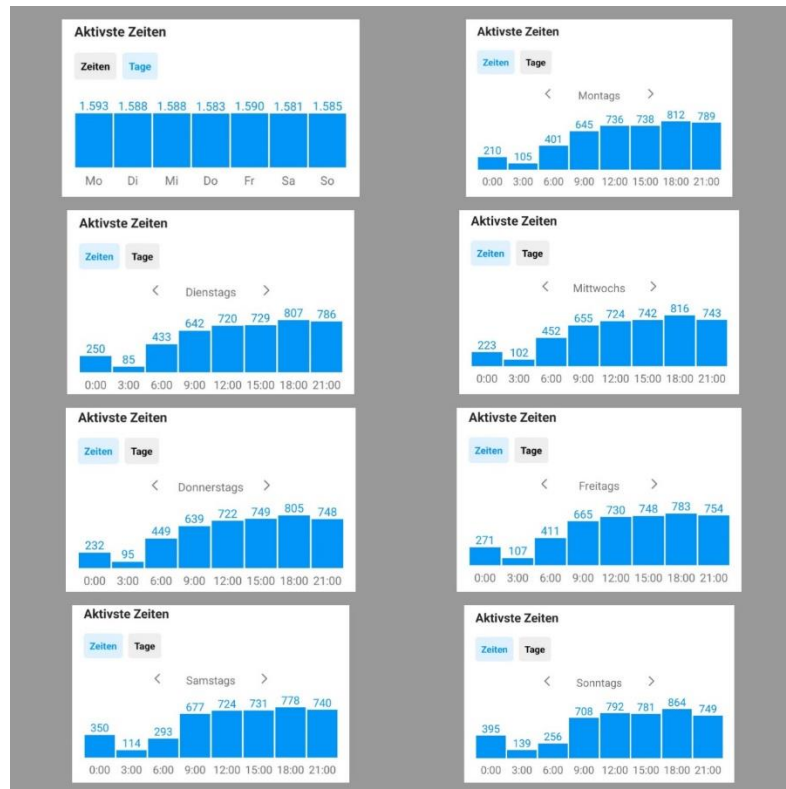 Aktivste Zeiten
Zeiten Tage
1.593 1.588 1.588 1.583 1.590 1.581 1.585
Mo Di Mi Do Fr Sa So
Aktivste Zeiten
Zeiten Tage
< Montags >
210 105 401 645 736 738 812 789
0:00 3:00 6:00 9:00 12:00 15:00 18:00 21:00
Aktivste Zeiten
Zeiten Tage
< Dienstags >
250 85 433 642 720 729 807 786
0:00 3:00 6:00 9:00 12:00 15:00 18:00 21:00
Aktivste Zeiten
Zeiten Tage
< Mittwochs >
223 102 452 655 724 742 816 743
0:00 3:00 6:00 9:00 12:00 15:00 18:00 21:00
Aktivste Zeiten
Zeiten Tage
< Donnerstags >
232 95 449 639 722 749 805 748
0:00 3:00 6:00 9:00 12:00 15:00 18:00 21:00
Aktivste Zeiten
Zeiten Tage
< Freitags >
271 107 411 665 730 748 783 754
0:00 3:00 6:00 9:00 12:00 15:00 18:00 21:00
Aktivste Zeiten
Zeiten Tage
< Samstags >
350 114 293 677 724 731 778 740
0:00 3:00 6:00 9:00 12:00 15:00 18:00 21:00
Aktivste Zeiten
Zeiten Tage
< Sonntags >
395 139 256 708 792 781 864 749
0:00 3:00 6:00 9:00 12:00 15:00 18:00 21:00